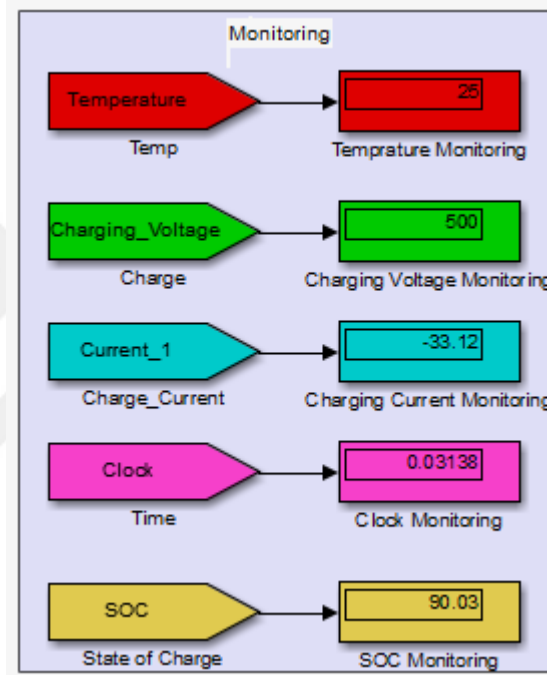 Monitoring
Temperature
25
Temp
Temprature Monitoring
Charging_Voltage
500
Charge
Charging Voltage Monitoring
Current_1
-33.12
Charge_Current
Charging Current Monitoring
Clock
0.03138
Time
Clock Monitoring
SOC
90.03
State of Charge
SOC Monitoring